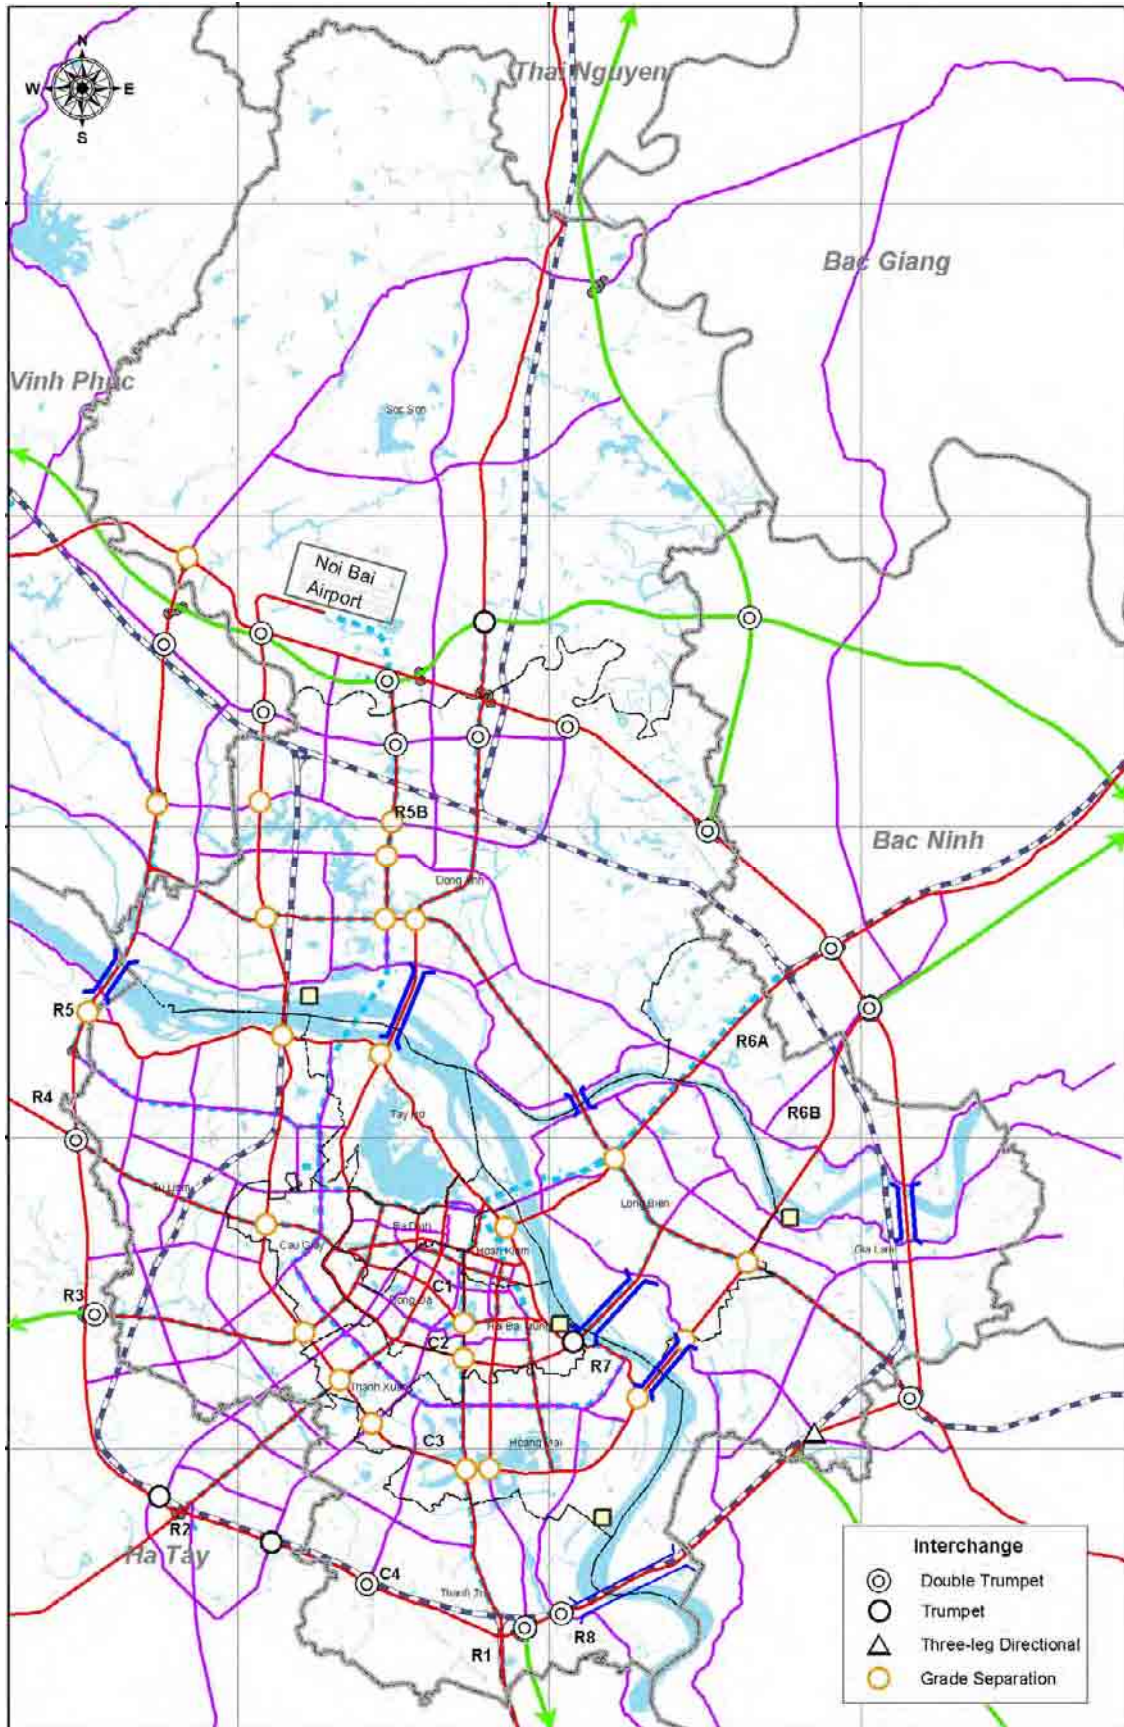 N
W E
S
Thai Nguyen
Bac Giang
Vinh Phuc
Soc Son
Noi Bai
Airport
R5B
Bac Ninh
Dong Anh
R5
R6A
R4
R6B
Tay Ho
Tu Liem
Long Bien
Ba Dinh
Cau Giay
Hoan Kiem
Gia Lam
C1
R3
Dong Da
Hai Ba Trung
C2
R7
Thanh Xuan
C3
Hoang Mai
R2
Ha Tay
C4
Thanh Tri
R8
R1
Interchange
Double Trumpet
Trumpet
Three-leg Directional
Grade Separation